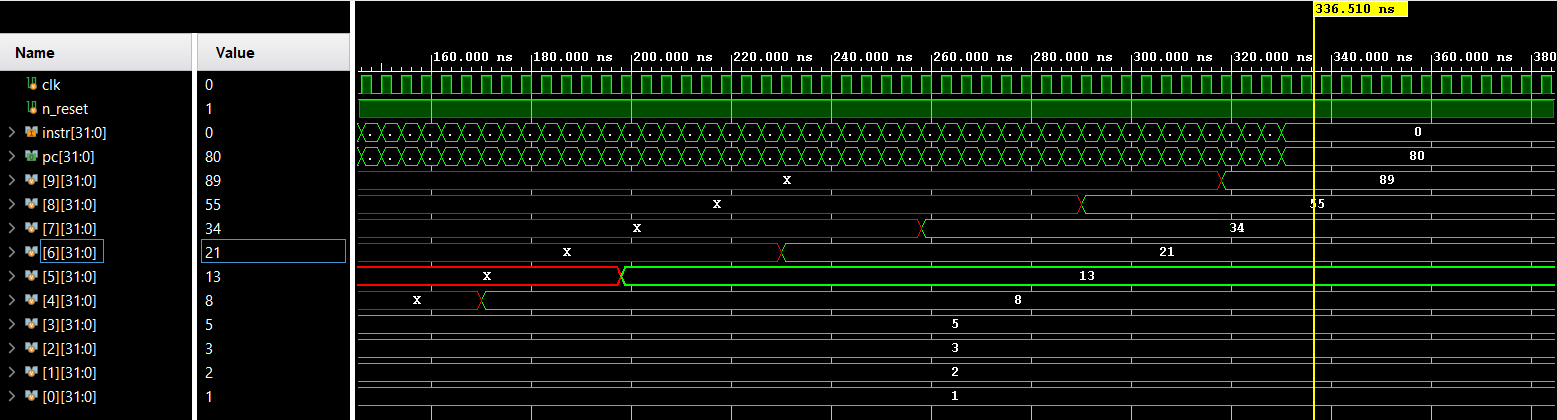 336.510 ns
Name Value
160.000 ns 180.000 ns 200.000 ns 220.000 ns 240.000 ns 260.000 ns 280.000 ns 300.000 ns 320.000 ns 340.000 ns 360.000 ns 380
clk 0
n_reset 1
instr[31:0] 0 0
pc[31:0] 80 80
[9][31:0] 89 X 89
[8][31:0] 55 X 55
[7][31:0] 34 X 34
[6][31:0] 21 X 21
[5][31:0] 13 X 13
[4][31:0] 8 X 8
[3][31:0] 5 5
[2][31:0] 3 3
[1][31:0] 2 2
[0][31:0] 1 1